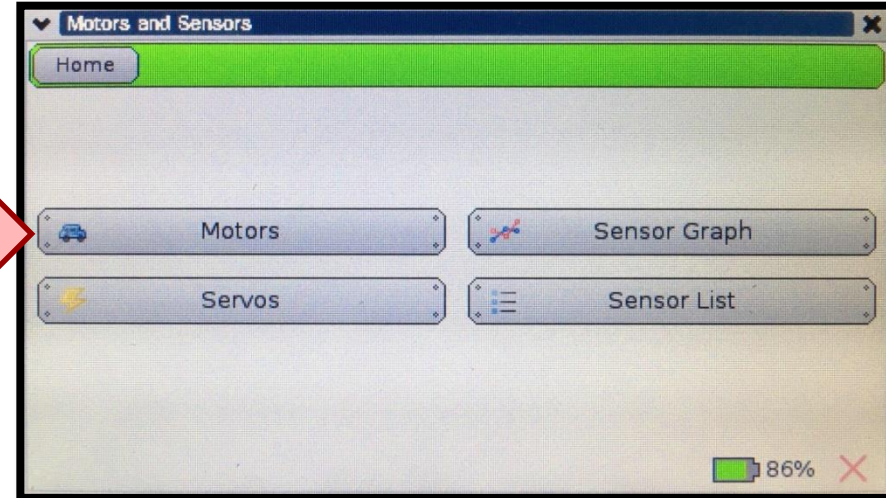 Motors and Sensors
Home
Motors
Sensor Graph
Servos
Sensor List
86%